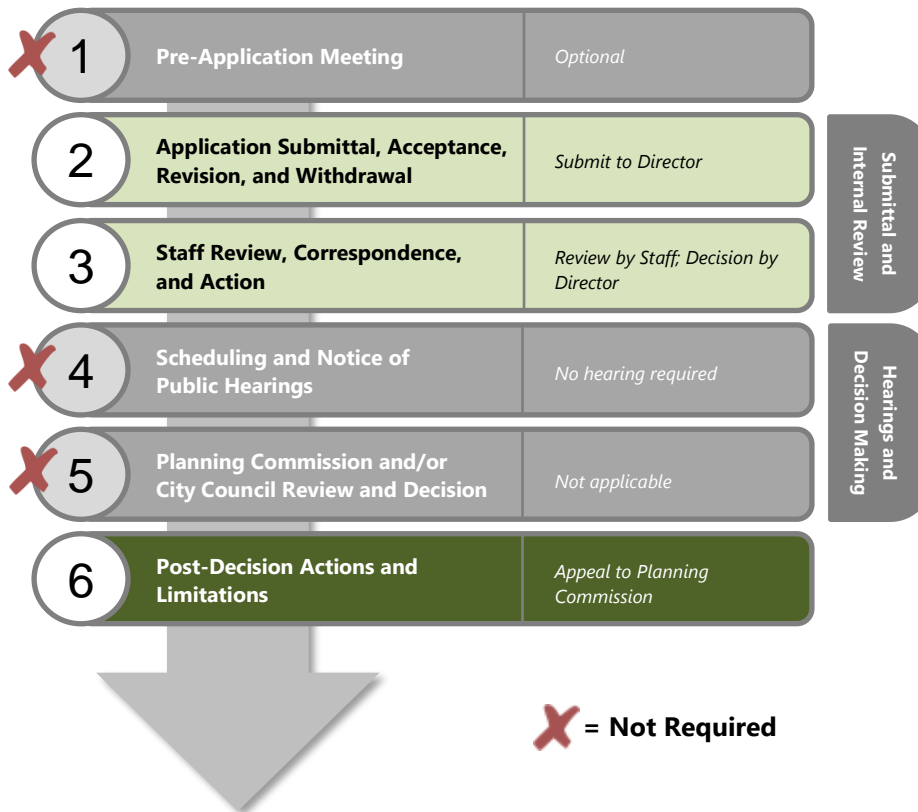 1
Pre-Application Meeting
Optional
2
Application Submittal, Acceptance,
Revision, and Withdrawal
Submit to Director
3
Staff Review, Correspondence,
and Action
Review by Staff; Decision by
Director
Submittal and
Internal Review
4
Scheduling and Notice of
Public Hearings
No hearing required
5
Planning Commission and/or
City Council Review and Decision
Not applicable
Hearings and
Decision Making
6
Post-Decision Actions and
Limitations
Appeal to Planning
Commission
= Not Required